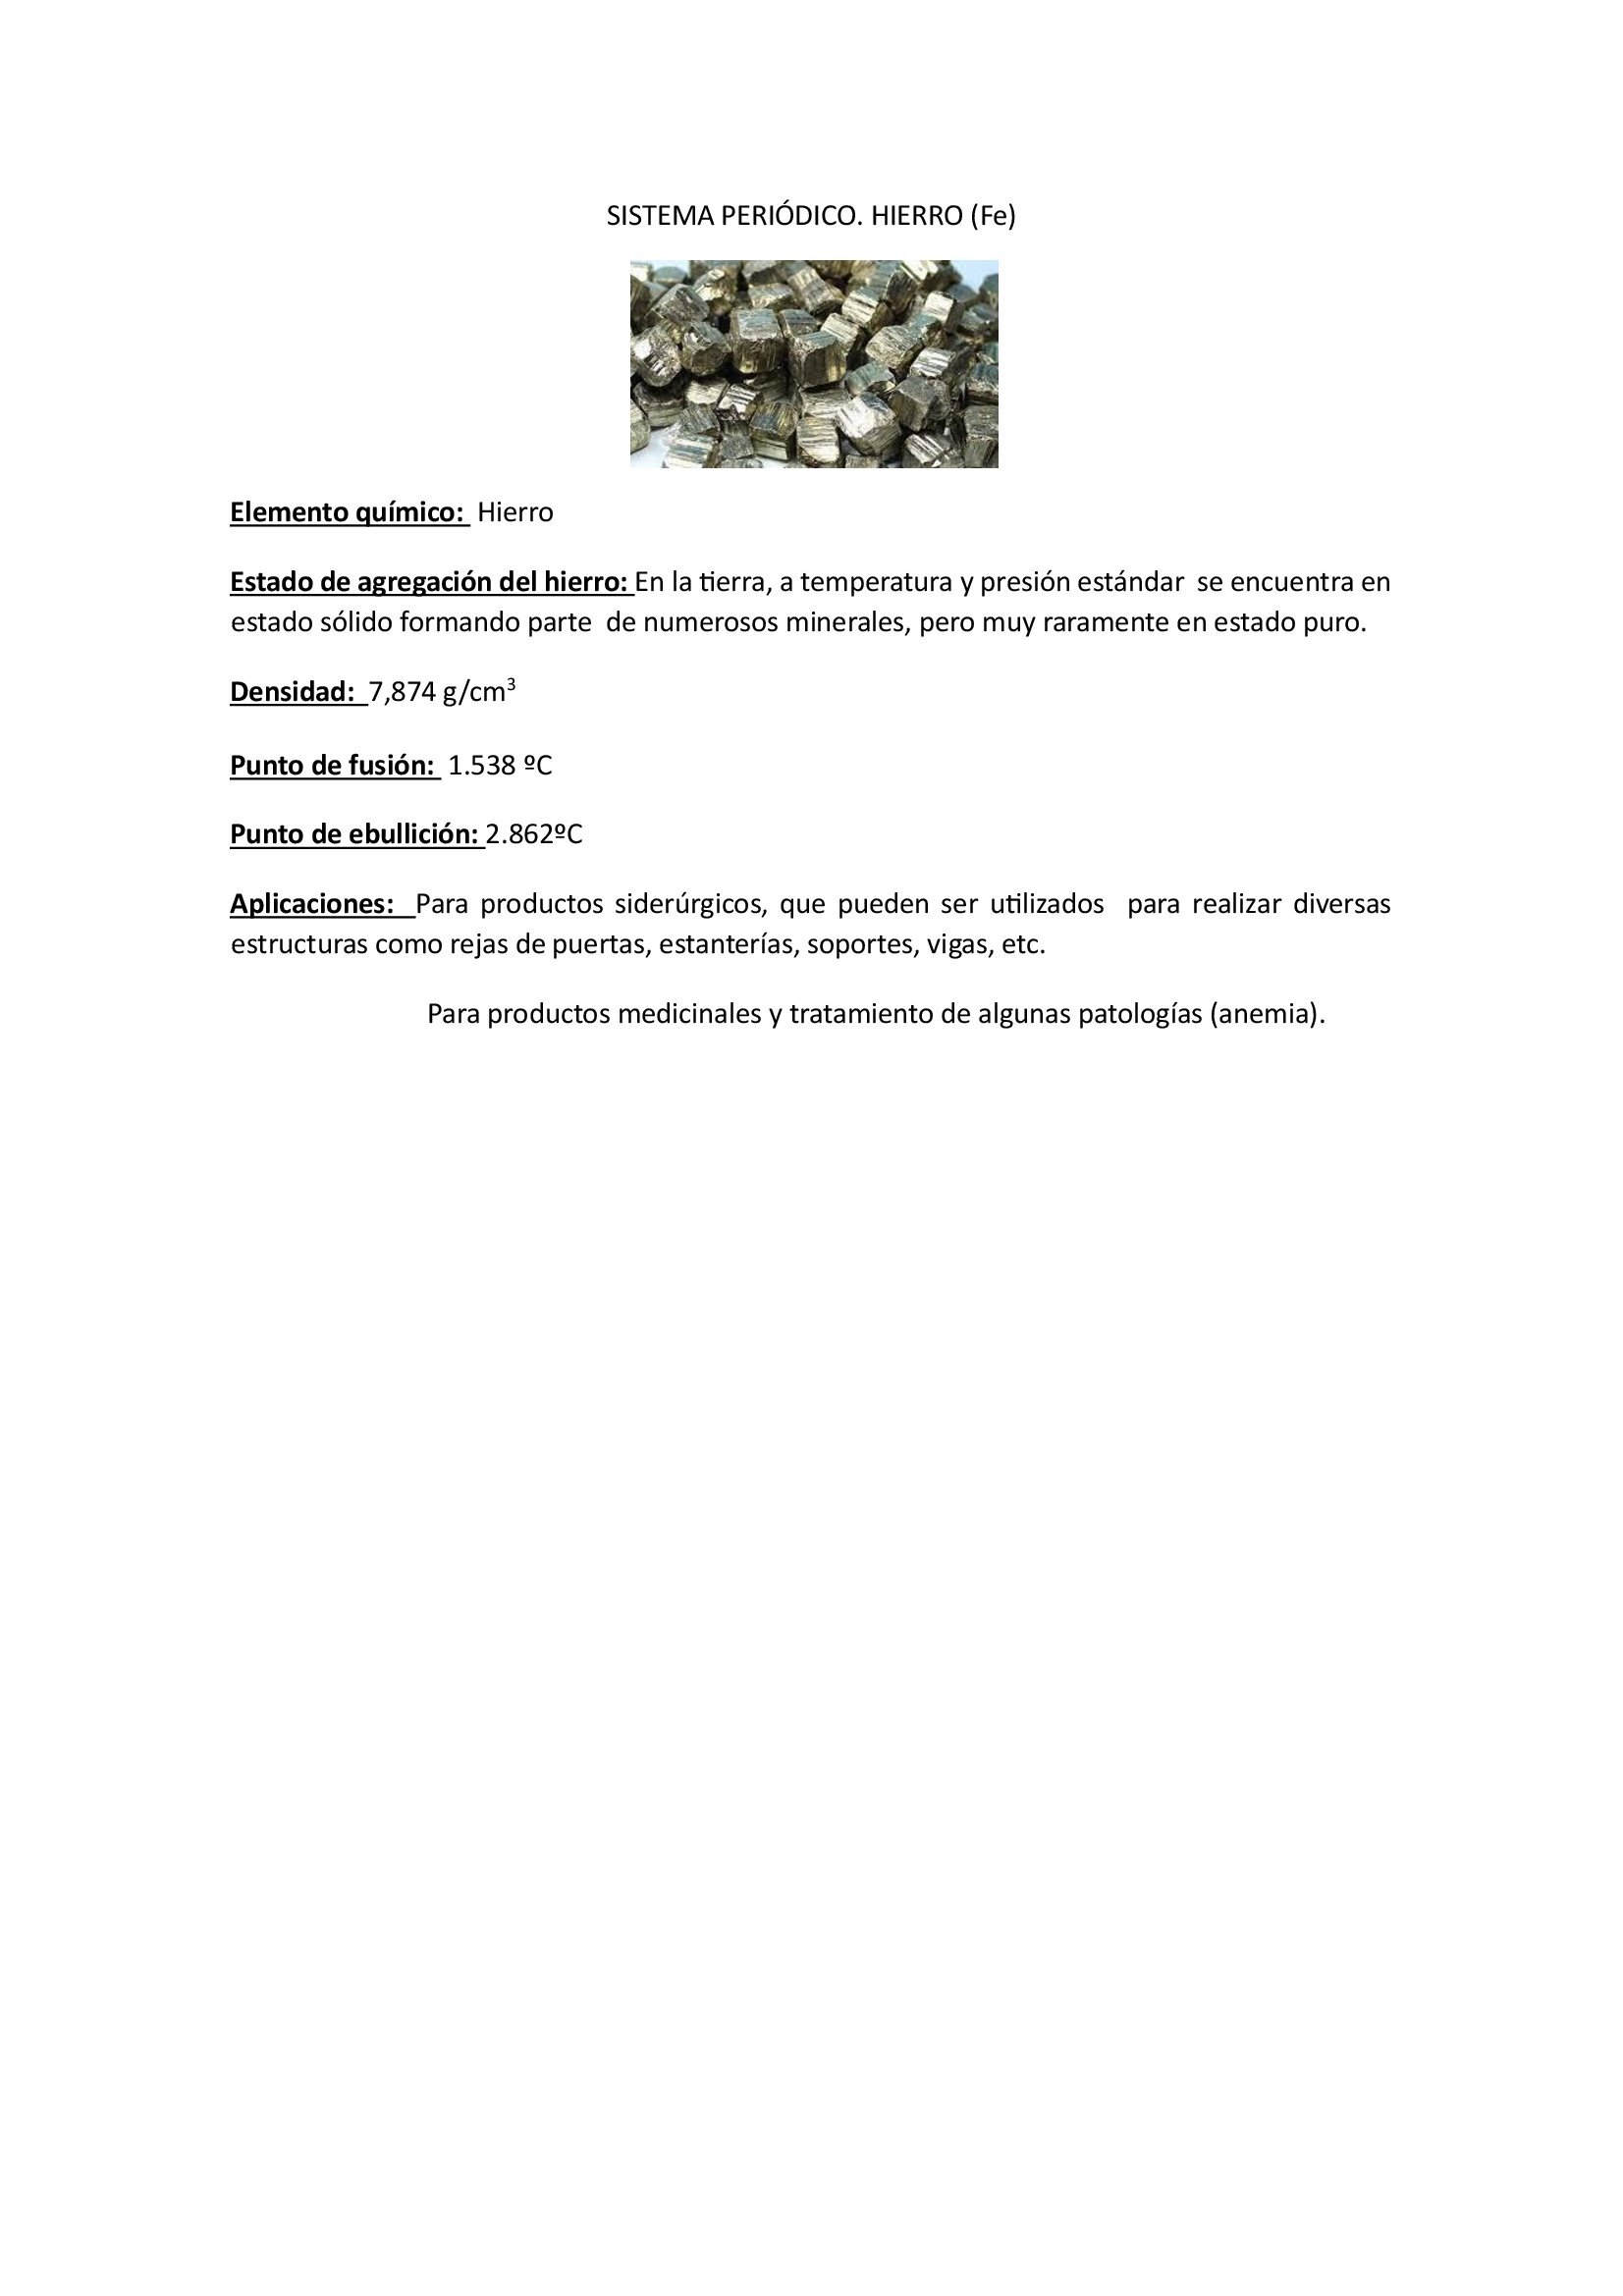 SISTEMA PERIÓDICO. HIERRO (Fe)
Elemento químico: Hierro
Estado de agregación del hierro: En la tierra, a temperatura y presión estándar se encuentra en
estado sólido formando parte de numerosos minerales, pero muy raramente en estado puro.
Densidad: 7,874 g/cm³
Punto de fusión: 1.538 ºC
Punto de ebullición: 2.862ºC
Aplicaciones: Para productos siderúrgicos, que pueden ser utilizados para realizar diversas
estructuras como rejas de puertas, estanterías, soportes, vigas, etc.
Para productos medicinales y tratamiento de algunas patologías (anemia).